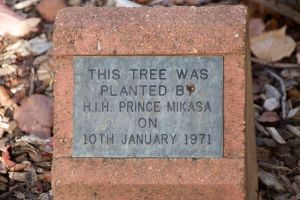 THIS TREE WAS
PLANTED BY
H.I.H. PRINCE MIKASA
ON
10TH JANUARY 1971